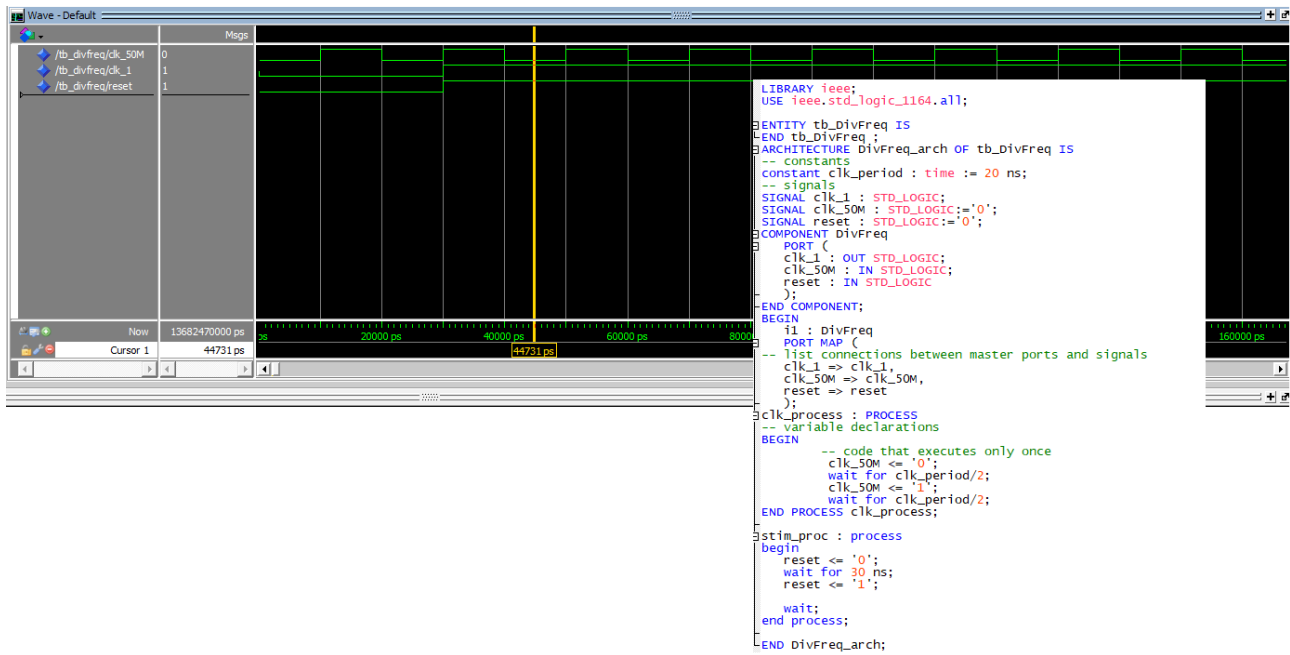 Wave - Default
Msgs
/tb_divfreq/clk_50M 0
/tb_divfreq/clk_1 1
/tb_divfreq/reset 1
Now 13682470000 ps
ps 20000 ps 40000 ps 60000 ps 8000 160000 ps
Cursor 1 44731 ps
44731 ps
LIBRARY ieee;
USE ieee.std_logic_1164.all;
ENTITY tb_DivFreq IS
END tb_DivFreq ;
ARCHITECTURE DivFreq_arch OF tb_DivFreq IS
-- constants
constant clk_period : time := 20 ns;
-- signals
SIGNAL clk_1 : STD_LOGIC;
SIGNAL clk_50M : STD_LOGIC:='0';
SIGNAL reset : STD_LOGIC:='0';
COMPONENT DivFreq
PORT (
clk_1 : OUT STD_LOGIC;
clk_50M : IN STD_LOGIC;
reset : IN STD_LOGIC
);
END COMPONENT;
BEGIN
i1 : DivFreq
PORT MAP (
-- list connections between master ports and signals
clk_1 => clk_1,
clk_50M => clk_50M,
reset => reset
);
clk_process : PROCESS
-- variable declarations
BEGIN
-- code that executes only once
clk_50M <= '0';
wait for clk_period/2;
clk_50M <= '1';
wait for clk_period/2;
END PROCESS clk_process;
stim_proc : process
begin
reset <= '0';
wait for 30 ns;
reset <= '1';
wait;
end process;
END DivFreq_arch;